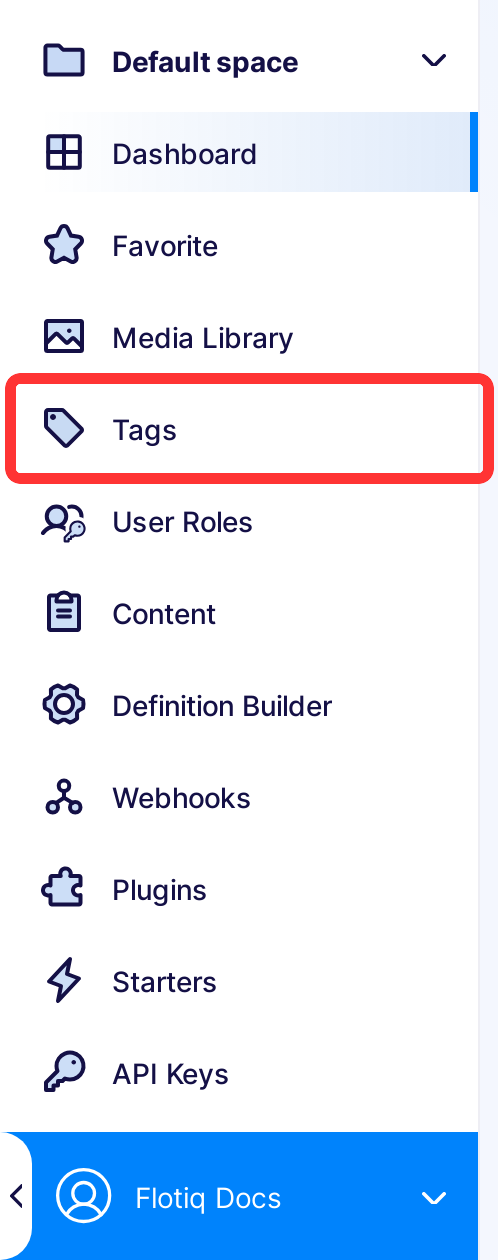 Default space
Dashboard
Favorite
Media Library
Tags
User Roles
Content
Definition Builder
Webhooks
Plugins
Starters
API Keys
Flotiq Docs